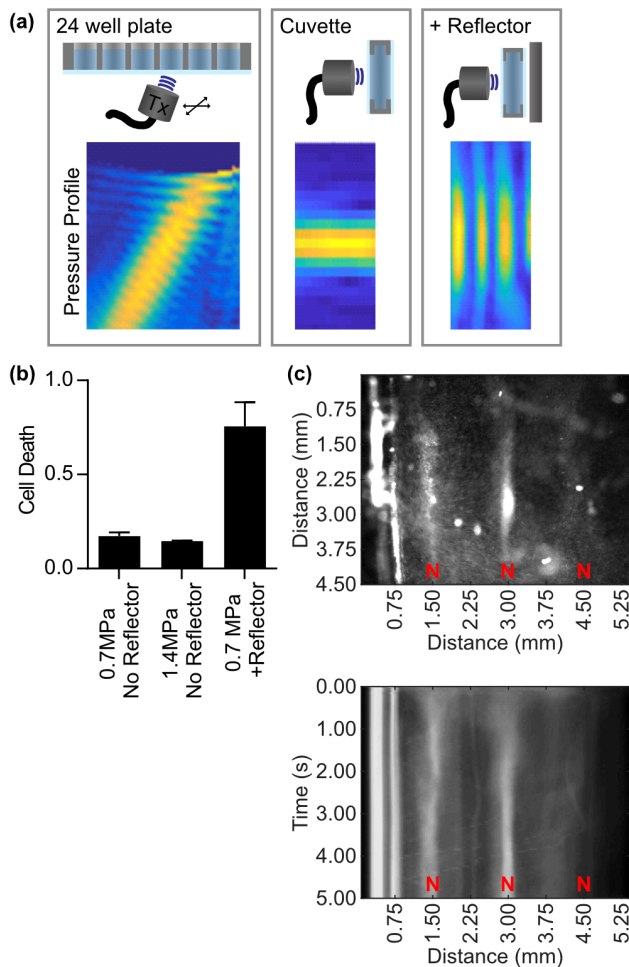 (a)
24 well plate
Cuvette
+ Reflector
Tx
Pressure Profile
(b)
Cell Death
1.0
0.5
0.0
0.7MPa
No Reflector
1.4MPa
No Reflector
0.7 MPa
+Reflector
(c)
Distance (mm)
0.75
1.50
2.25
3.00
3.75
4.50
N N N
0.75 1.50 2.25 3.00 3.75 4.50 5.25
Distance (mm)
Time (s)
0.00
1.00
2.00
3.00
4.00
5.00
N N N
0.75 1.50 2.25 3.00 3.75 4.50 5.25
Distance (mm)